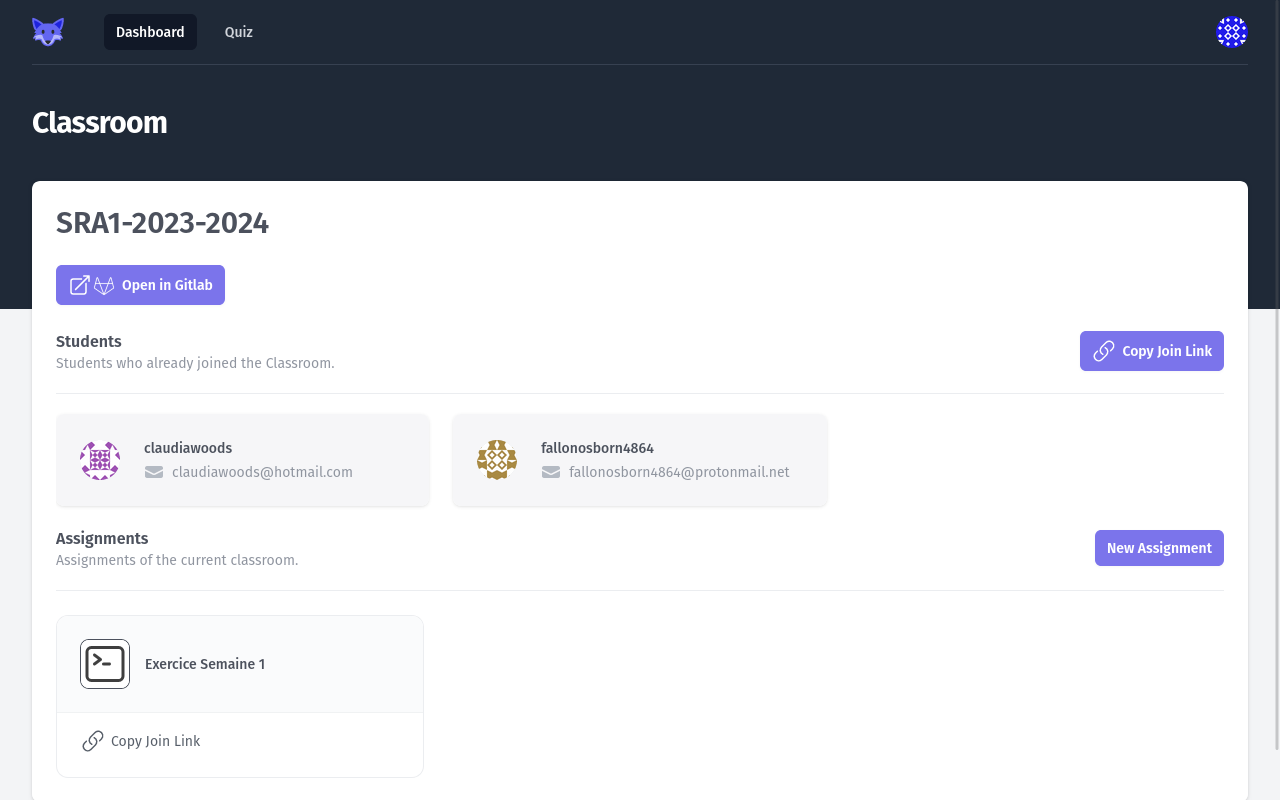 Dashboard
Quiz
Classroom
SRA1-2023-2024
Open in Gitlab
Students
Students who already joined the Classroom.
Copy Join Link
claudiawoods
claudiawoods@hotmail.com
fallonosborn4864
fallonosborn4864@protonmail.net
Assignments
Assignments of the current classroom.
New Assignment
Exercice Semaine 1
Copy Join Link